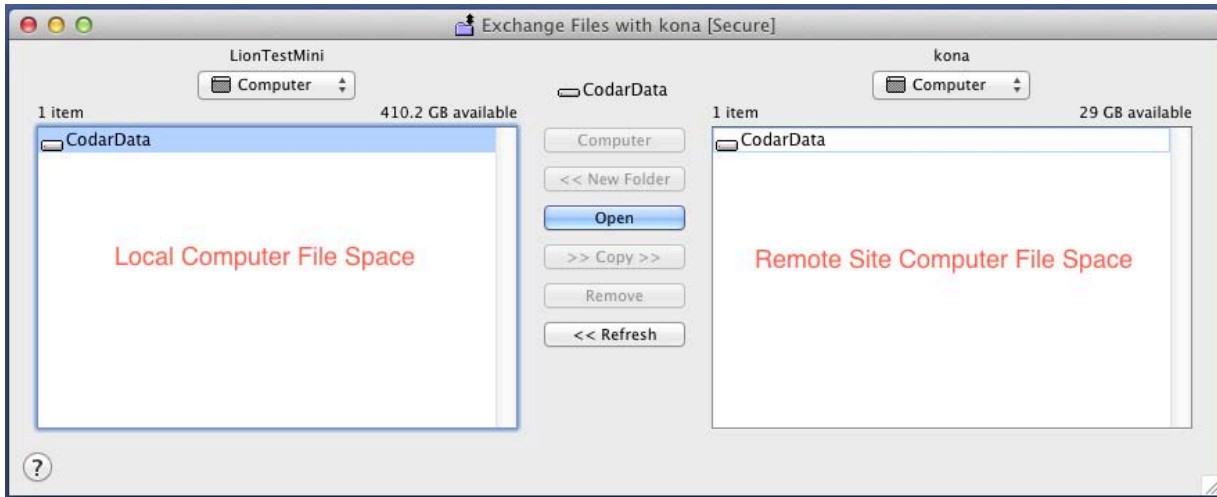 Exchange Files with kona [Secure]
LionTestMini
Computer
1 item
410.2 GB available
CodarData
Local Computer File Space
CodarData
Computer
<< New Folder
Open
>> Copy >>
Remove
<< Refresh
kona
Computer
1 item
29 GB available
CodarData
Remote Site Computer File Space
?